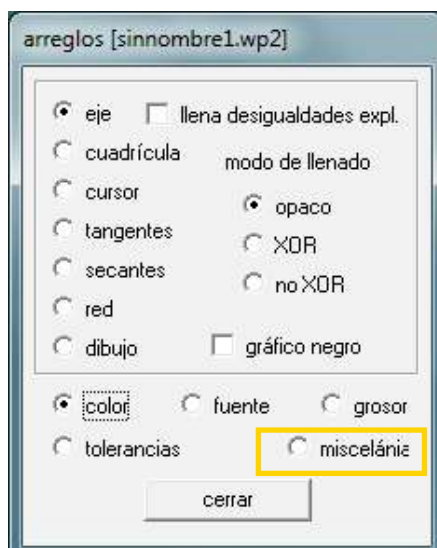 arreglos [sinnombre1.wp2]
eje llena desigualdades expl.
cuadrícula modo de llenado
cursor opaco
tangentes XOR
secantes no XOR
red
dibujo gráfico negro
color fuente grosor
tolerancias miscelánia
cerrar